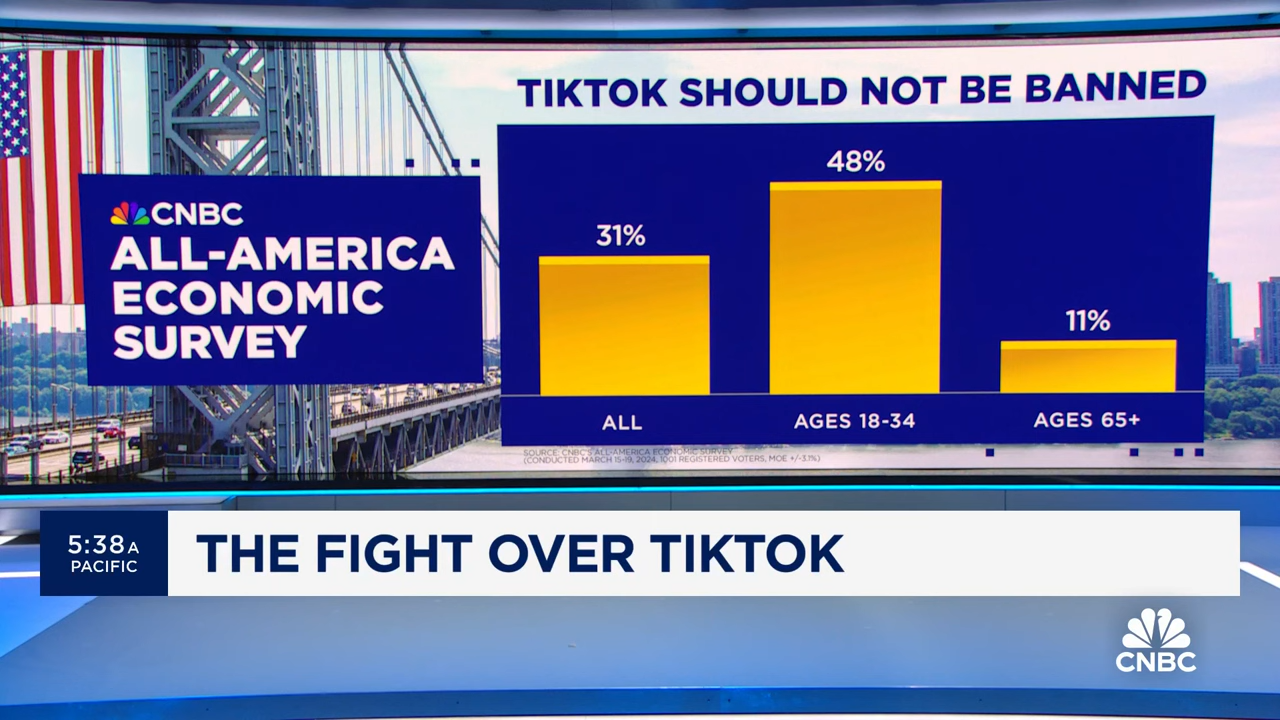 TIKTOK SHOULD NOT BE BANNED
CNBC
ALL-AMERICA
ECONOMIC
SURVEY
31%
48%
11%
ALL
AGES 18-34
AGES 65+
SOURCE: CNBC'S ALL-AMERICA ECONOMIC SURVEY
(CONDUCTED MARCH 15-19, 2024, 1001 REGISTERED VOTERS, MOE +/-3.1%)
5:38A
PACIFIC
THE FIGHT OVER TIKTOK
CNBC